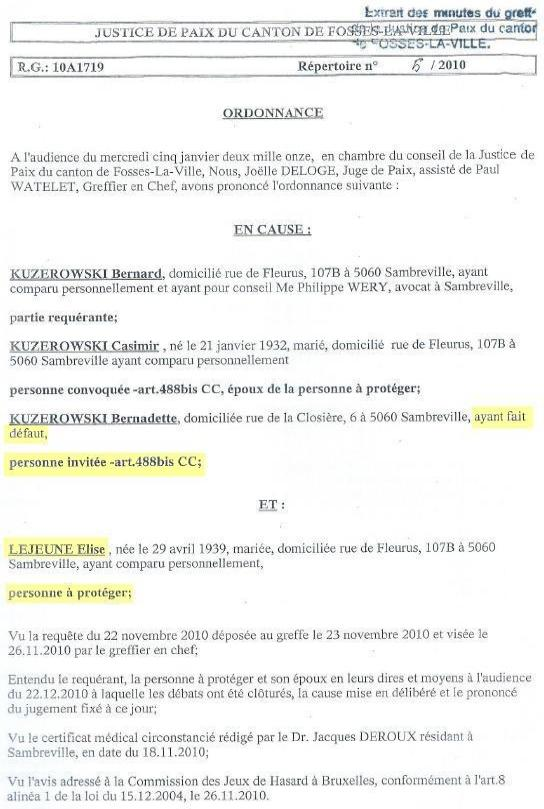 Extrait des minutes du greff
JUSTICE DE PAIX DU CANTON DE FOSSES-LA-VILLE Paix du canton
FOSSES-LA-VILLE.
R.G.: 10A1719 Répertoire n° 5 / 2010
ORDONNANCE
A l'audience du mercredi cinq janvier deux mille onze, en chambre du conseil de la Justice de
Paix du canton de Fosses-La-Ville, Nous, Joëlle DELOGE, Juge de Paix, assisté de Paul
WATELET, Greffier en Chef, avons prononcé l'ordonnance suivante :
EN CAUSE :
KUZEROWSKI Bernard, domicilié rue de Fleurus, 107B à 5060 Sambreville, ayant
comparu personnellement et ayant pour conseil Me Philippe WERY, avocat à Sambreville,
partie requérante;
KUZEROWSKI Casimir , né le 21 janvier 1932, marié, domicilié rue de Fleurus, 107B à
5060 Sambreville ayant comparu personnellement
personne convoquée -art.488bis CC, époux de la personne à protéger;
KUZEROWSKI Bernadette, domiciliée rue de la Closière, 6 à 5060 Sambreville, ayant fait
défaut,
personne invitée -art.488bis CC;
ET :
LEJEUNE Elise , née le 29 avril 1939, mariée, domiciliée rue de Fleurus, 107B à 5060
Sambreville, ayant comparu personnellement,
personne à protéger;
Vu la requête du 22 novembre 2010 déposée au greffe le 23 novembre 2010 et visée le
26.11.2010 par le greffier en chef;
Entendu le requérant, la personne à protéger et son époux en leurs dires et moyens à l'audience
du 22.12.2010 à laquelle les débats ont été clôturés, la cause mise en délibéré et le prononcé
du jugement fixé à ce jour;
Vu le certificat médical circonstancié rédigé par le Dr. Jacques DEROUX résidant à
Sambreville, en date du 18.11.2010;
Vu l'avis adressé à la Commission des Jeux de Hasard à Bruxelles, conformément à l'art.8
alinéa 1 de la loi du 15.12.2004, le 26.11.2010.